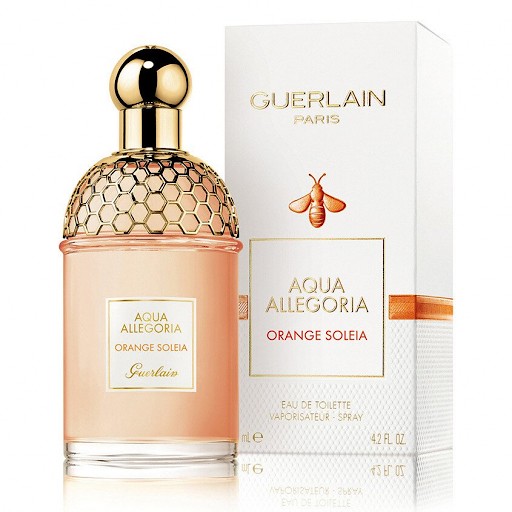 AQUA
ALLEGORIA
ORANGE SOLEIA
Guerlain
GUERLAIN
PARIS
AQUA
ALLEGORIA
ORANGE SOLEIA
EAU DE TOILETTE
VAPORISATEUR - SPRAY
mL ℮ 4.2 FL. OZ.